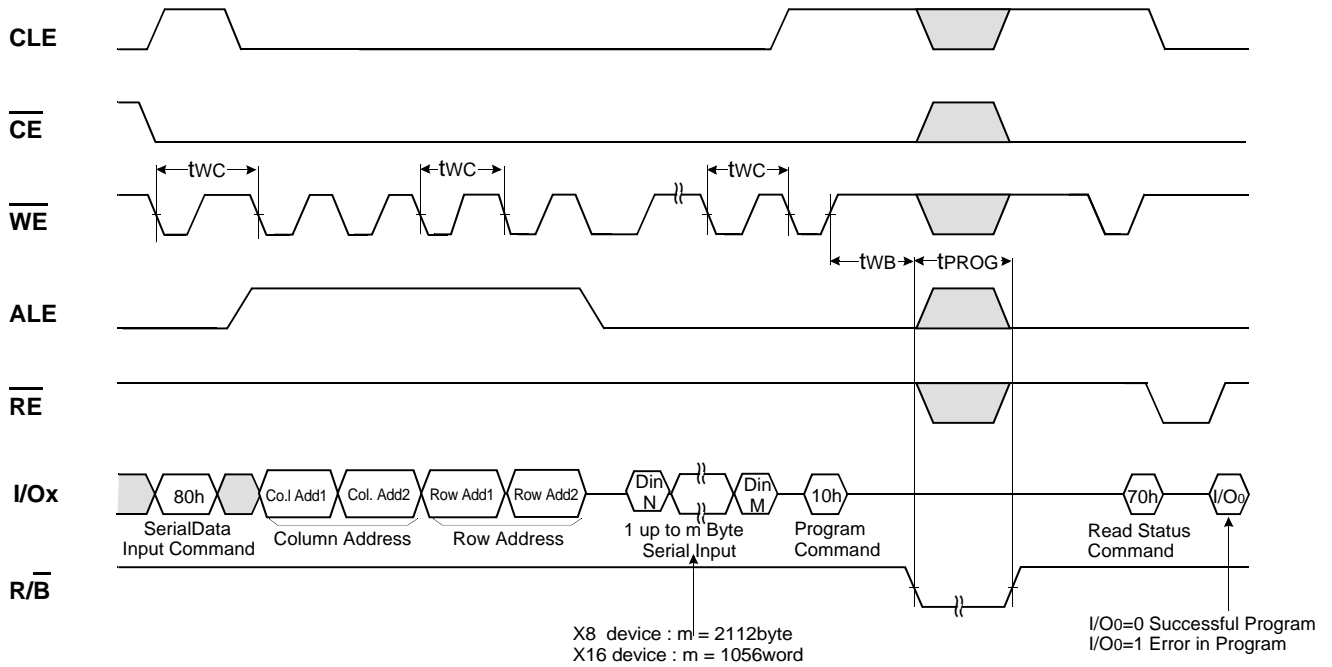 CLE
CE
tWC tWC tWC
WE
tWB tPROG
ALE
RE
I/Ox 80h Co.l Add1 Col. Add2 Row Add1 Row Add2 Din N Din M 10h 70h I/O0
SerialData
Input Command
Column Address
Row Address
1 up to m Byte
Serial Input
Program
Command
Read Status
Command
R/B
X8 device : m = 2112byte
X16 device : m = 1056word
I/O0=0 Successful Program
I/O0=1 Error in Program